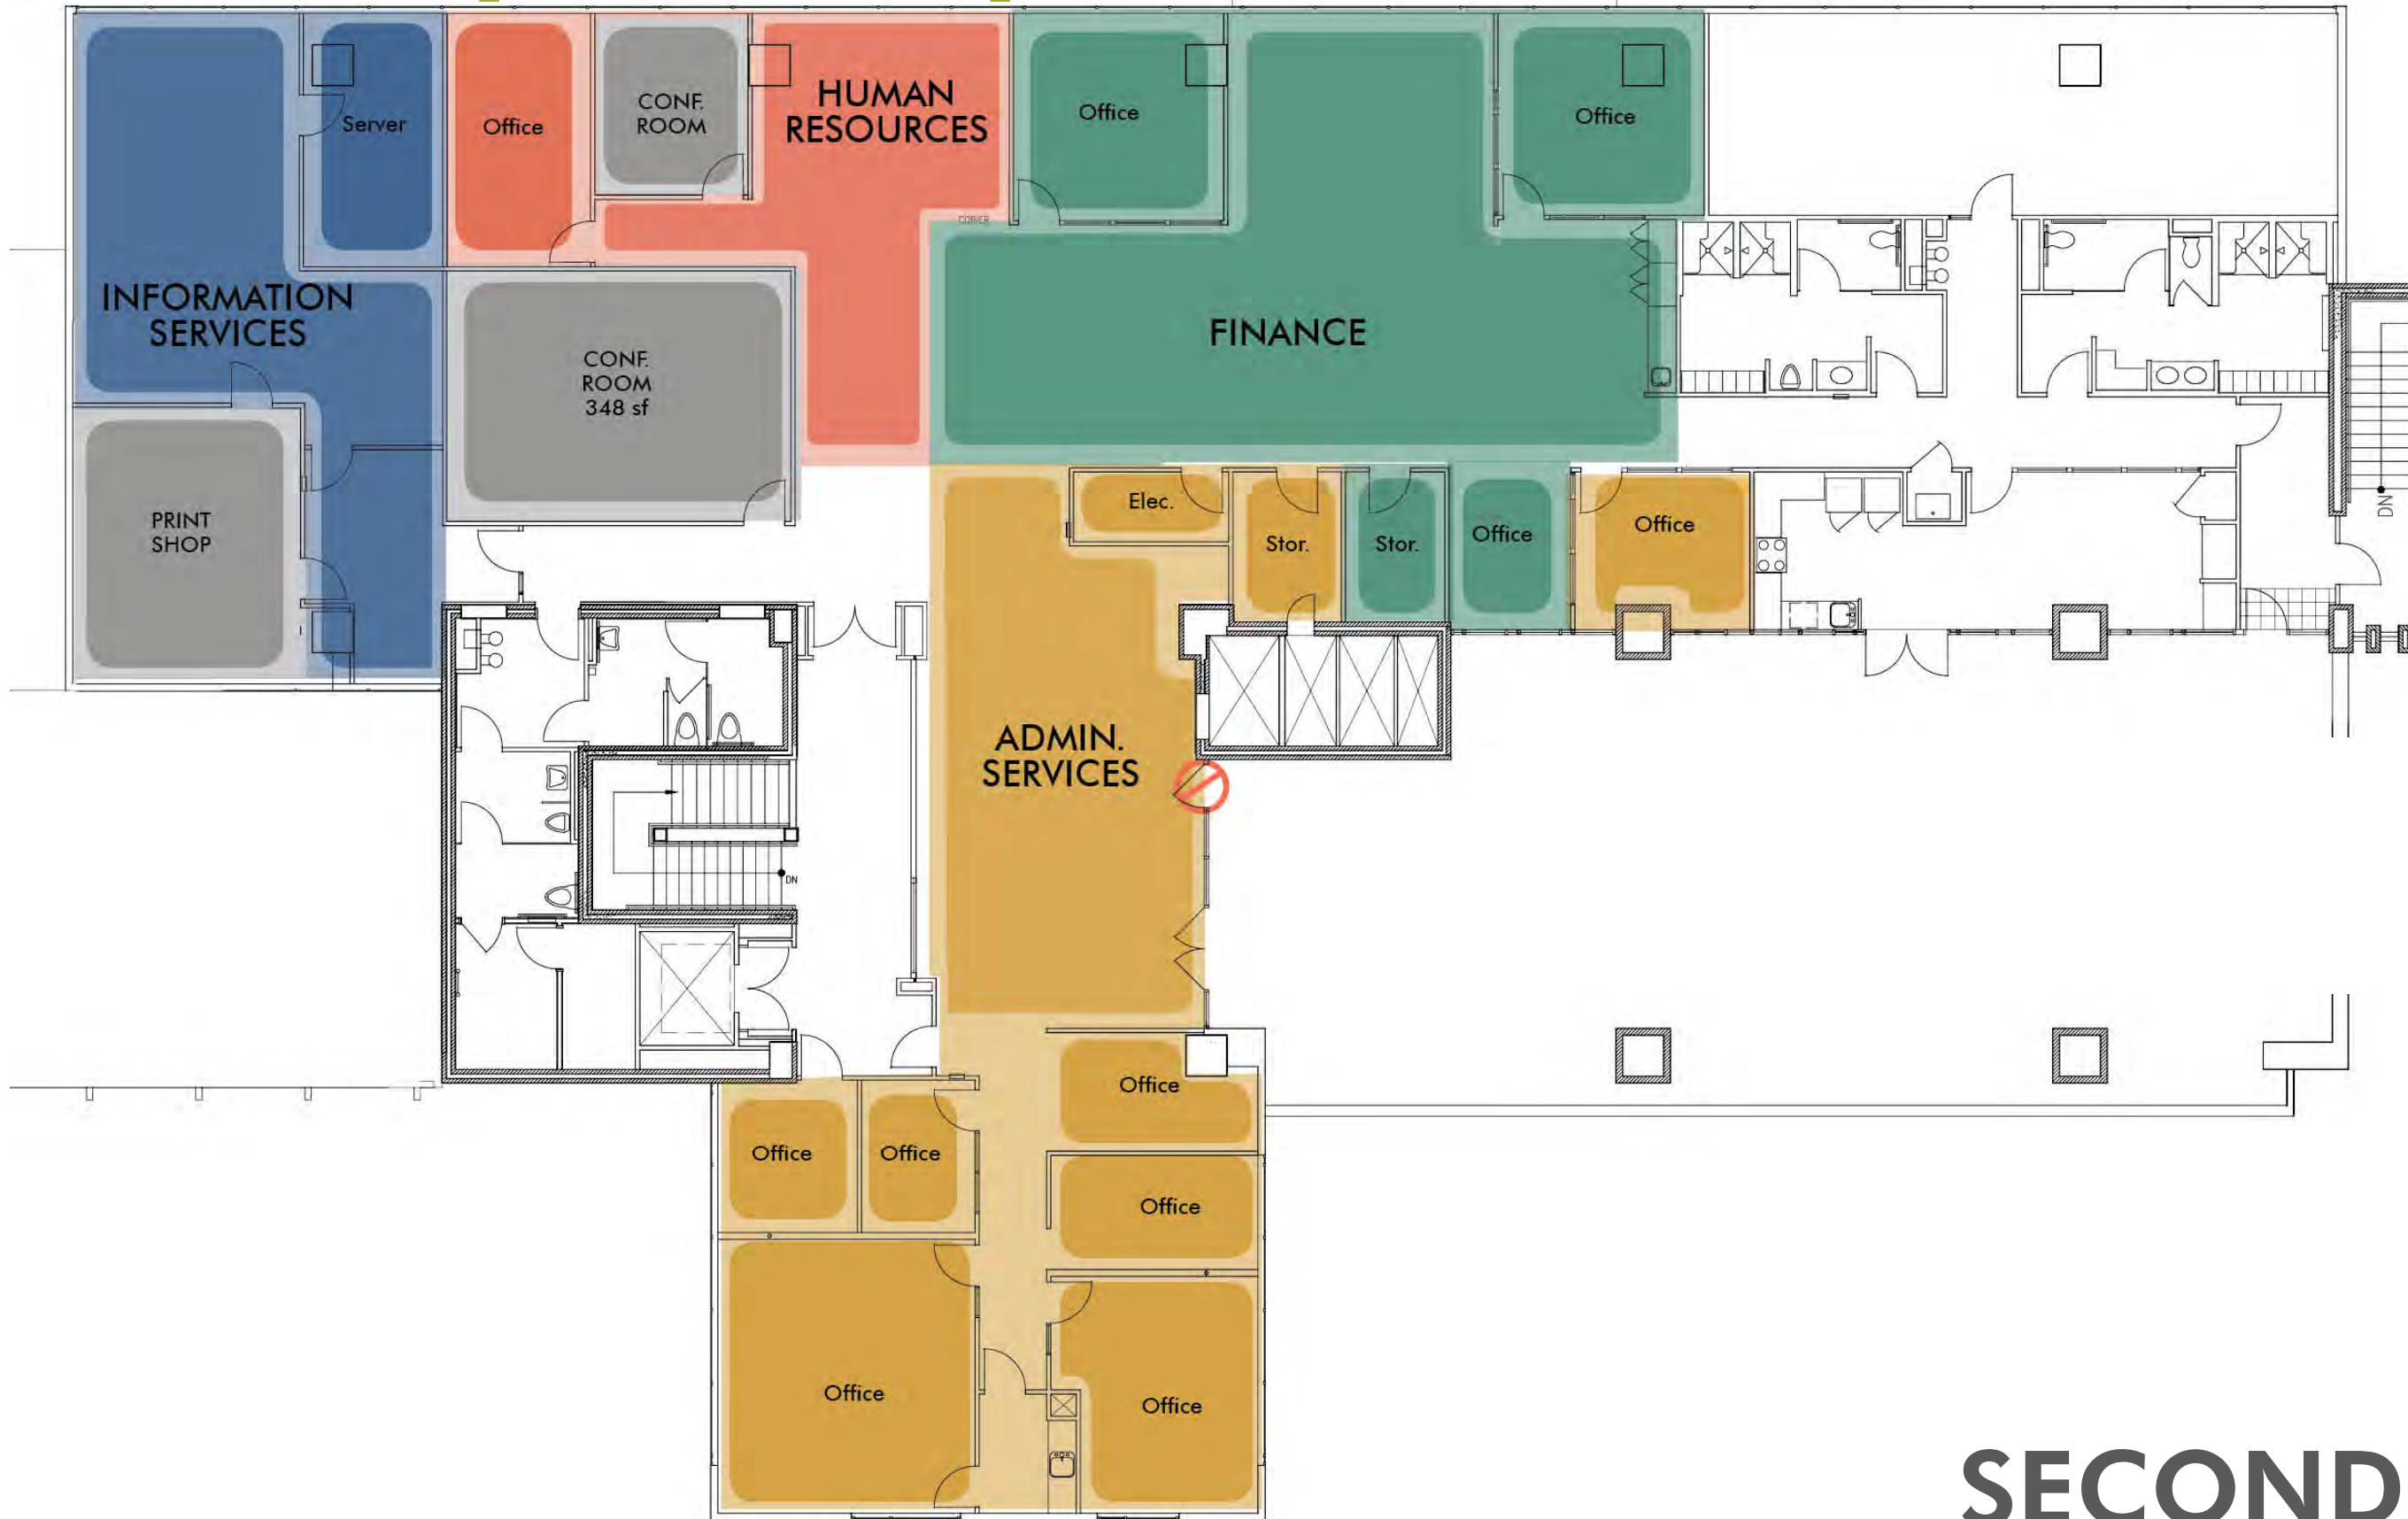 Server
Office
CONF.
ROOM
HUMAN
RESOURCES
Office
Office
COPIER
INFORMATION
SERVICES
FINANCE
CONF.
ROOM
348 sf
PRINT
SHOP
Elec.
Stor.
Stor.
Office
Office
DN
ADMIN.
SERVICES
DN
Office
Office
Office
Office
Office
Office
SECOND